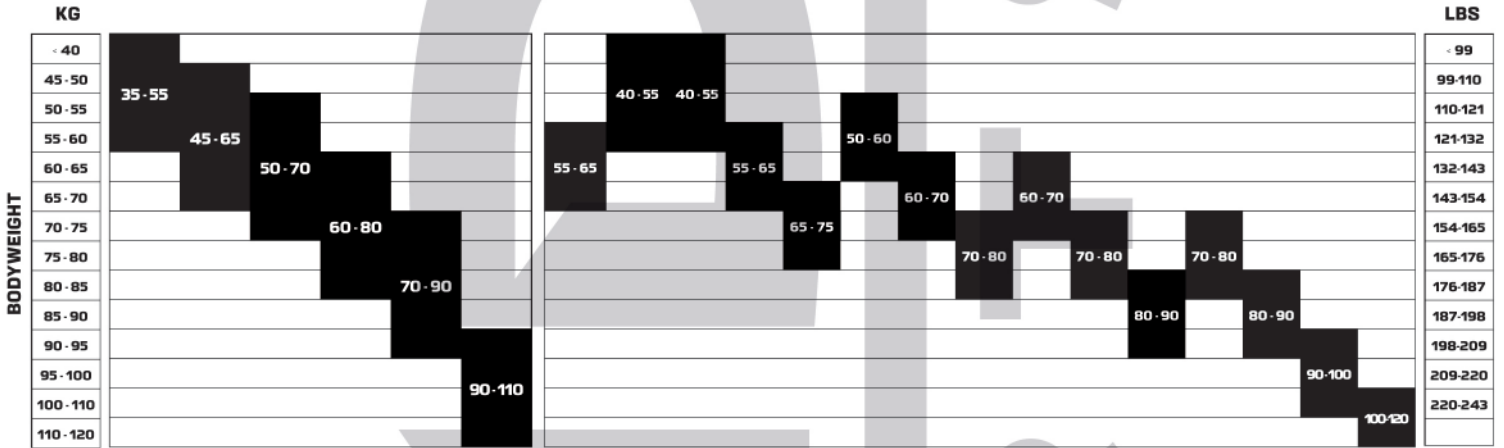 KG
LBS
< 40
< 99
45 - 50
99-110
35 - 55
40 - 55
40 - 55
50 - 55
110-121
55 - 60
45 - 65
50 - 60
121-132
60 - 65
50 - 70
55 - 65
55 - 65
132-143
65 - 70
60 - 70
60 - 70
143-154
70 - 75
60 - 80
65 - 75
154-165
75 - 80
70 - 80
70 - 80
70 - 80
165-176
80 - 85
70 - 90
176-187
85 - 90
80 - 90
80 - 90
187-198
90 - 95
198-209
95 - 100
90 - 110
90-100
209-220
100 - 110
100-120
220-243
110 - 120
BODYWEIGHT